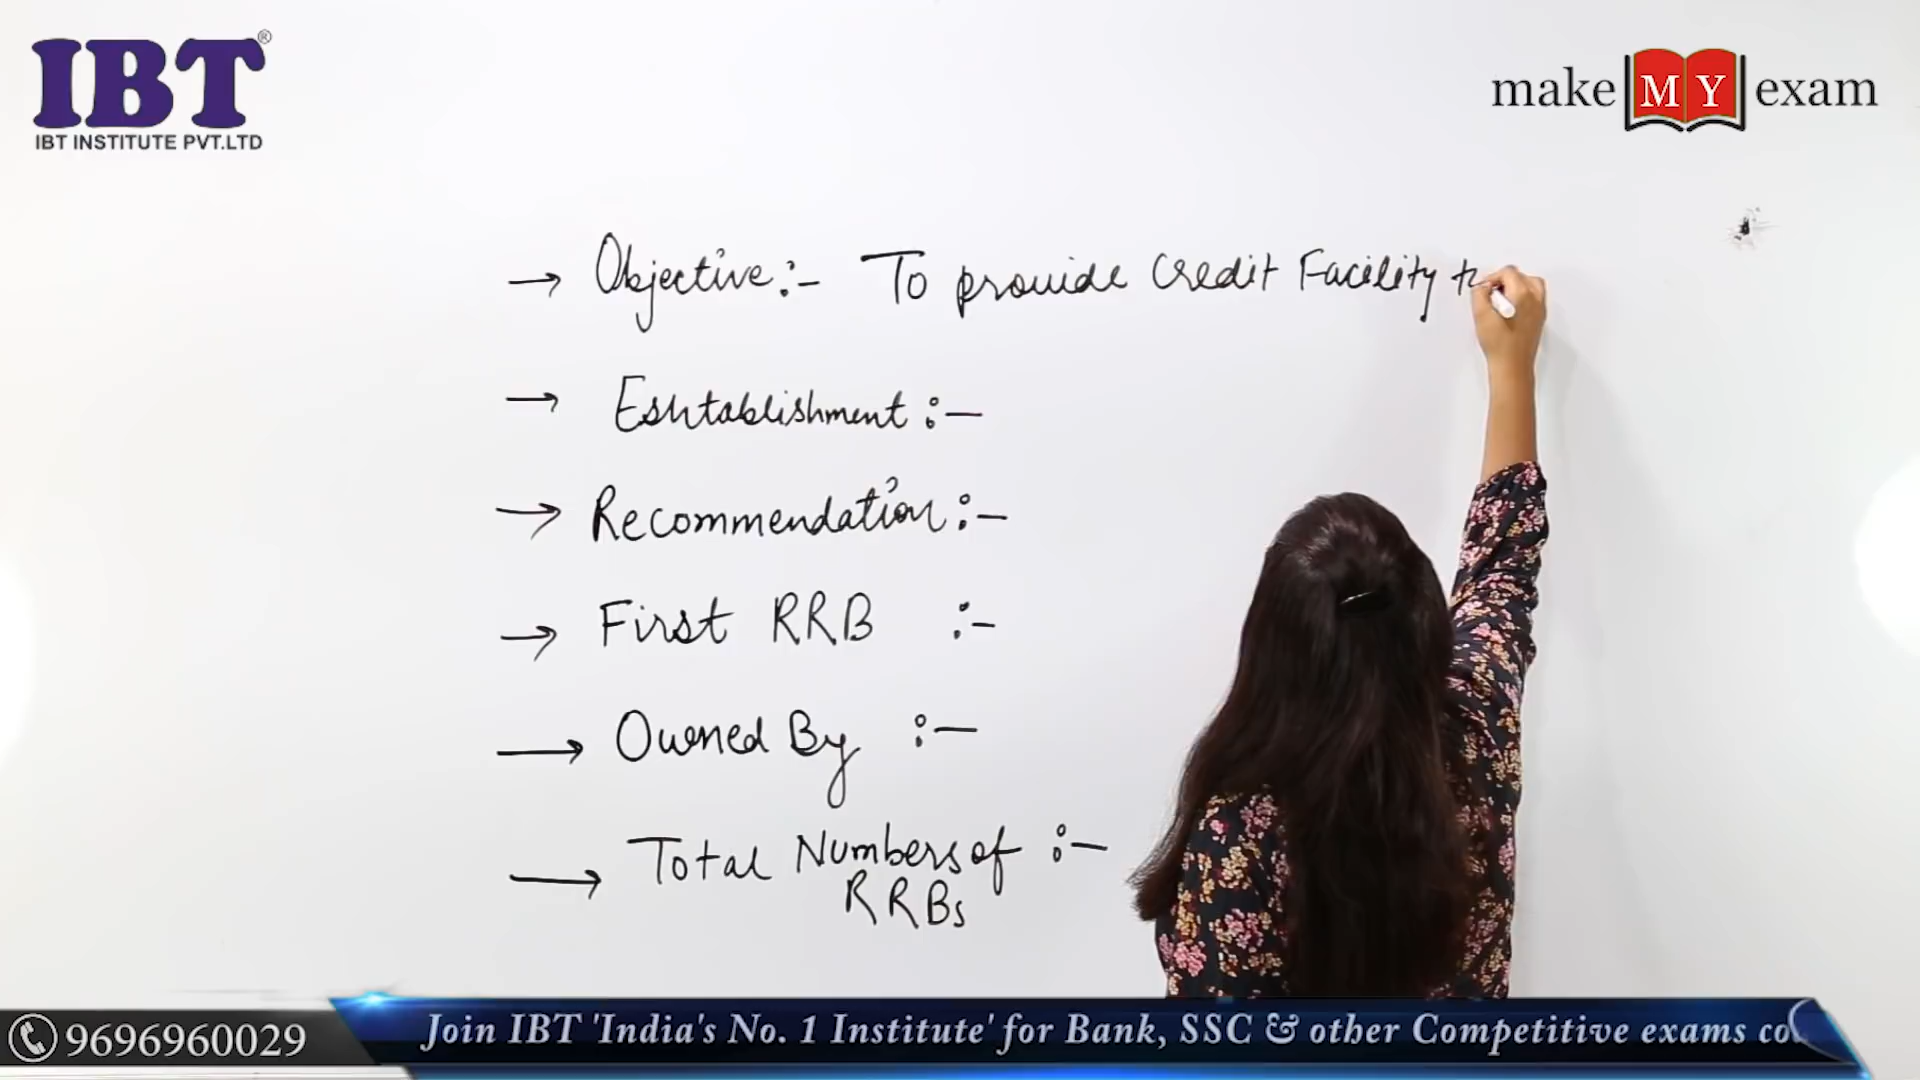 IBT®
IBT INSTITUTE PVT.LTD
make MY exam
→ Objective:- To provide Credit Facility
→ Eshtablishment:-
→ Recommendation:-
→ First RRB :-
→ Owned By :-
→ Total Numbers of :-
RRBs
9696960029
Join IBT 'India's No. 1 Institute' for Bank, SSC & other Competitive exams